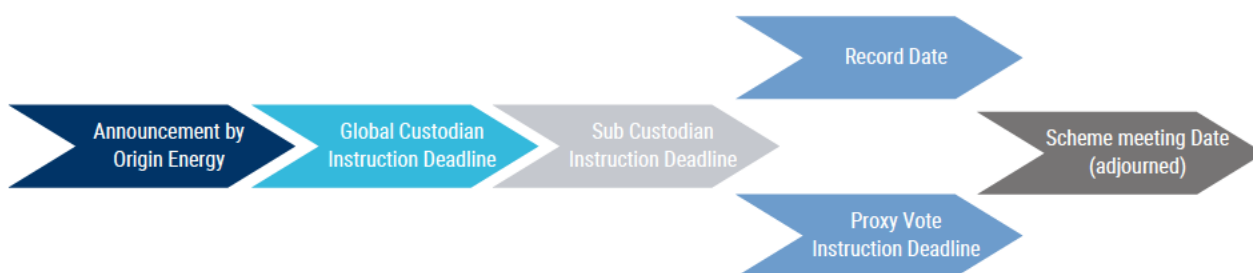 Announcement by
Origin Energy
Global Custodian
Instruction Deadline
Sub Custodian
Instruction Deadline
Record Date
Proxy Vote
Instruction Deadline
Scheme meeting Date
(adjourned)